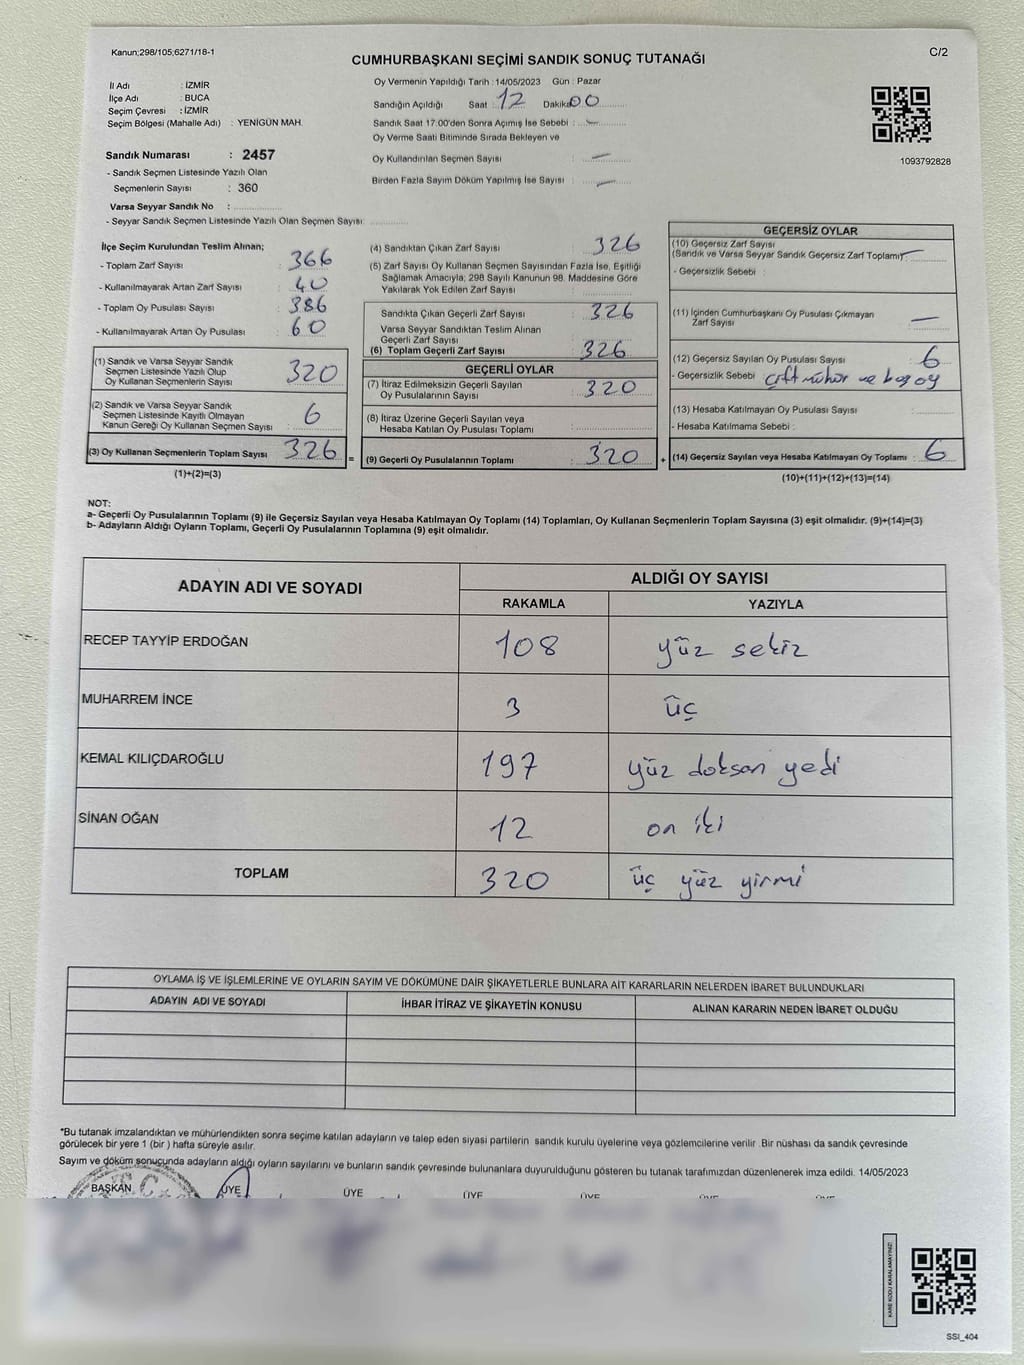 Kanun;298/105,6271/18-1
C/2
CUMHURBAŞKANI SEÇİMİ SANDIK SONUÇ TUTANAĞI
İl Adı : İZMİR
İlçe Adı : BUCA
Seçim Çevresi : İZMİR
Seçim Bölgesi (Mahalle Adı) : YENİGÜN MAH.
Sandık Numarası : 2457
- Sandık Seçmen Listesinde Yazılı Olan
Seçmenlerin Sayısı : 360
Varsa Seyyar Sandık No :
- Seyyar Sandık Seçmen Listesinde Yazılı Olan Seçmen Sayısı:
Oy Vermenin Yapıldığı Tarih : 14/05/2023 Gün : Pazar
Sandığın Açıldığı Saat : 12 Dakika 00
Sandık Saat 17:00'den Sonra Açımış İse Sebebi : —
Oy Verme Saati Bitiminde Sırada Bekleyen ve
Oy Kullandırılan Seçmen Sayısı : —
Birden Fazla Sayım Döküm Yapılmış İse Sayısı : —
1093792828
İlçe Seçim Kurulundan Teslim Alınan;
- Toplam Zarf Sayısı : 366
- Kullanılmayarak Artan Zarf Sayısı : 40
- Toplam Oy Pusulası Sayısı : 386
- Kullanılmayarak Artan Oy Pusulası : 60
(1) Sandık ve Varsa Seyyar Sandık
Seçmen Listesinde Yazılı Olup
Oy Kullanan Seçmenlerin Sayısı : 320
(2) Sandık ve Varsa Seyyar Sandık
Seçmen Listesinde Kayıtlı Olmayan
Kanun Gereği Oy Kullanan Seçmen Sayısı : 6
(3) Oy Kullanan Seçmenlerin Toplam Sayısı : 326
(1)+(2)=(3)
=
(4) Sandıktan Çıkan Zarf Sayısı : 326
(5) Zarf Sayısı Oy Kullanan Seçmen Sayısından Fazla İse, Eşitliği
Sağlamak Amacıyla; 298 Sayılı Kanunun 98. Maddesine Göre
Yakılarak Yok Edilen Zarf Sayısı :
Sandıkta Çıkan Geçerli Zarf Sayısı : 326
Varsa Seyyar Sandıktan Teslim Alınan
Geçerli Zarf Sayısı :
(6) Toplam Geçerli Zarf Sayısı : 326
GEÇERLİ OYLAR
(7) İtiraz Edilmeksizin Geçerli Sayılan
Oy Pusulalarının Sayısı : 320
(8) İtiraz Üzerine Geçerli Sayılan veya
Hesaba Katılan Oy Pusulası Toplamı :
(9) Geçerli Oy Pusulalarının Toplamı : 320
+
GEÇERSİZ OYLAR
(10) Geçersiz Zarf Sayısı
(Sandık ve Varsa Seyyar Sandık Geçersiz Zarf Toplamı) —
- Geçersizlik Sebebi :
(11) İçinden Cumhurbaşkanı Oy Pusulası Çıkmayan
Zarf Sayısı : —
(12) Geçersiz Sayılan Oy Pusulası Sayısı : 6
- Geçersizlik Sebebi : çift mühür ve boş oy
(13) Hesaba Katılmayan Oy Pusulası Sayısı :
- Hesaba Katılmama Sebebi :
(14) Geçersiz Sayılan veya Hesaba Katılmayan Oy Toplamı : 6
(10)+(11)+(12)+(13)=(14)
NOT:
a- Geçerli Oy Pusulalarının Toplamı (9) ile Geçersiz Sayılan veya Hesaba Katılmayan Oy Toplamı (14) Toplamları, Oy Kullanan Seçmenlerin Toplam Sayısına (3) eşit olmalıdır. (9)+(14)=(3)
b- Adayların Aldığı Oyların Toplamı, Geçerli Oy Pusulalarının Toplamına (9) eşit olmalıdır.
ADAYIN ADI VE SOYADI
ALDIĞI OY SAYISI
RAKAMLA YAZIYLA
RECEP TAYYİP ERDOĞAN 108 yüz sekiz
MUHARREM İNCE 3 üç
KEMAL KILIÇDAROĞLU 197 yüz doksan yedi
SİNAN OĞAN 12 on iki
TOPLAM 320 üç yüz yirmi
OYLAMA İŞ VE İŞLEMLERİNE VE OYLARIN SAYIM VE DÖKÜMÜNE DAİR ŞİKAYETLERLE BUNLARA AİT KARARLARIN NELERDEN İBARET BULUNDUKLARI
ADAYIN ADI VE SOYADI İHBAR İTİRAZ VE ŞİKAYETİN KONUSU ALINAN KARARIN NEDEN İBARET OLDUĞU
*Bu tutanak imzalandıktan ve mühürlendikten sonra seçime katılan adayların ve talep eden siyasi partilerin sandık kurulu üyelerine veya gözlemcilerine verilir .Bir nüshası da sandık çevresinde
görülecek bir yere 1 (bir ) hafta süreyle asılır.
Sayım ve döküm sonucunda adayların aldığı oyların sayılarını ve bunların sandık çevresinde bulunanlara duyurulduğunu gösteren bu tutanak tarafımızdan düzenlenerek imza edildi. 14/05/2023
BAŞKAN ÜYE ÜYE ÜYE ÜYE ÜYE ÜYE
KARE KODU KARALAMAYINIZ!
SSI_404